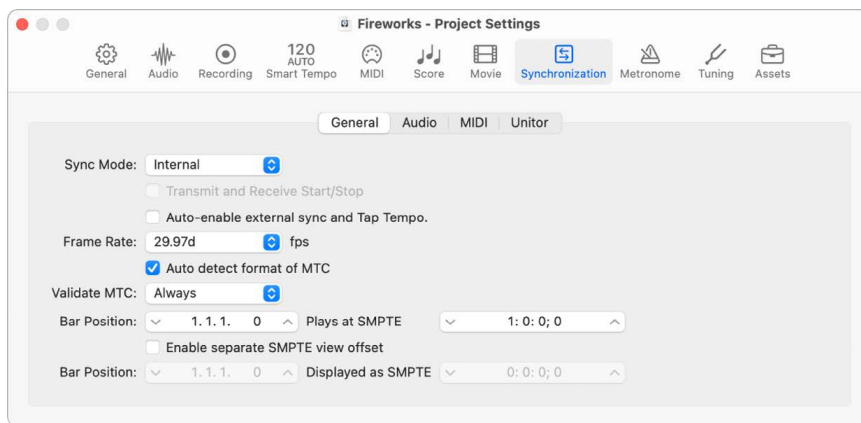 Fireworks - Project Settings
120
AUTO
General Audio Recording Smart Tempo MIDI Score Movie Synchronization Metronome Tuning Assets
General Audio MIDI Unitor
Sync Mode: Internal
Transmit and Receive Start/Stop
Auto-enable external sync and Tap Tempo.
Frame Rate: 29.97d fps
Auto detect format of MTC
Validate MTC: Always
Bar Position: 1. 1. 1. 0 Plays at SMPTE 1: 0: 0; 0
Enable separate SMPTE view offset
Bar Position: 1. 1. 1. 0 Displayed as SMPTE 0: 0: 0; 0